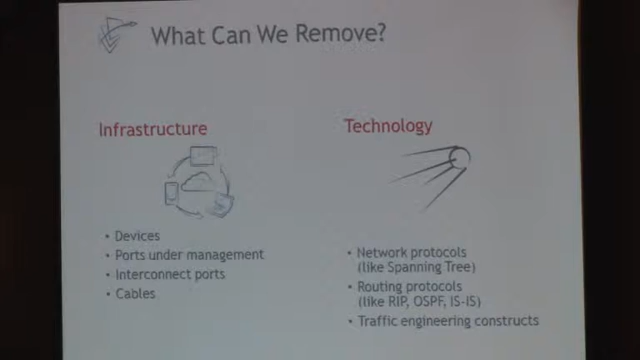 What Can We Remove?
Infrastructure
• Devices
• Ports under management
• Interconnect ports
• Cables
Technology
• Network protocols
(like Spanning Tree)
• Routing protocols
(like RIP, OSPF, IS-IS)
• Traffic engineering constructs